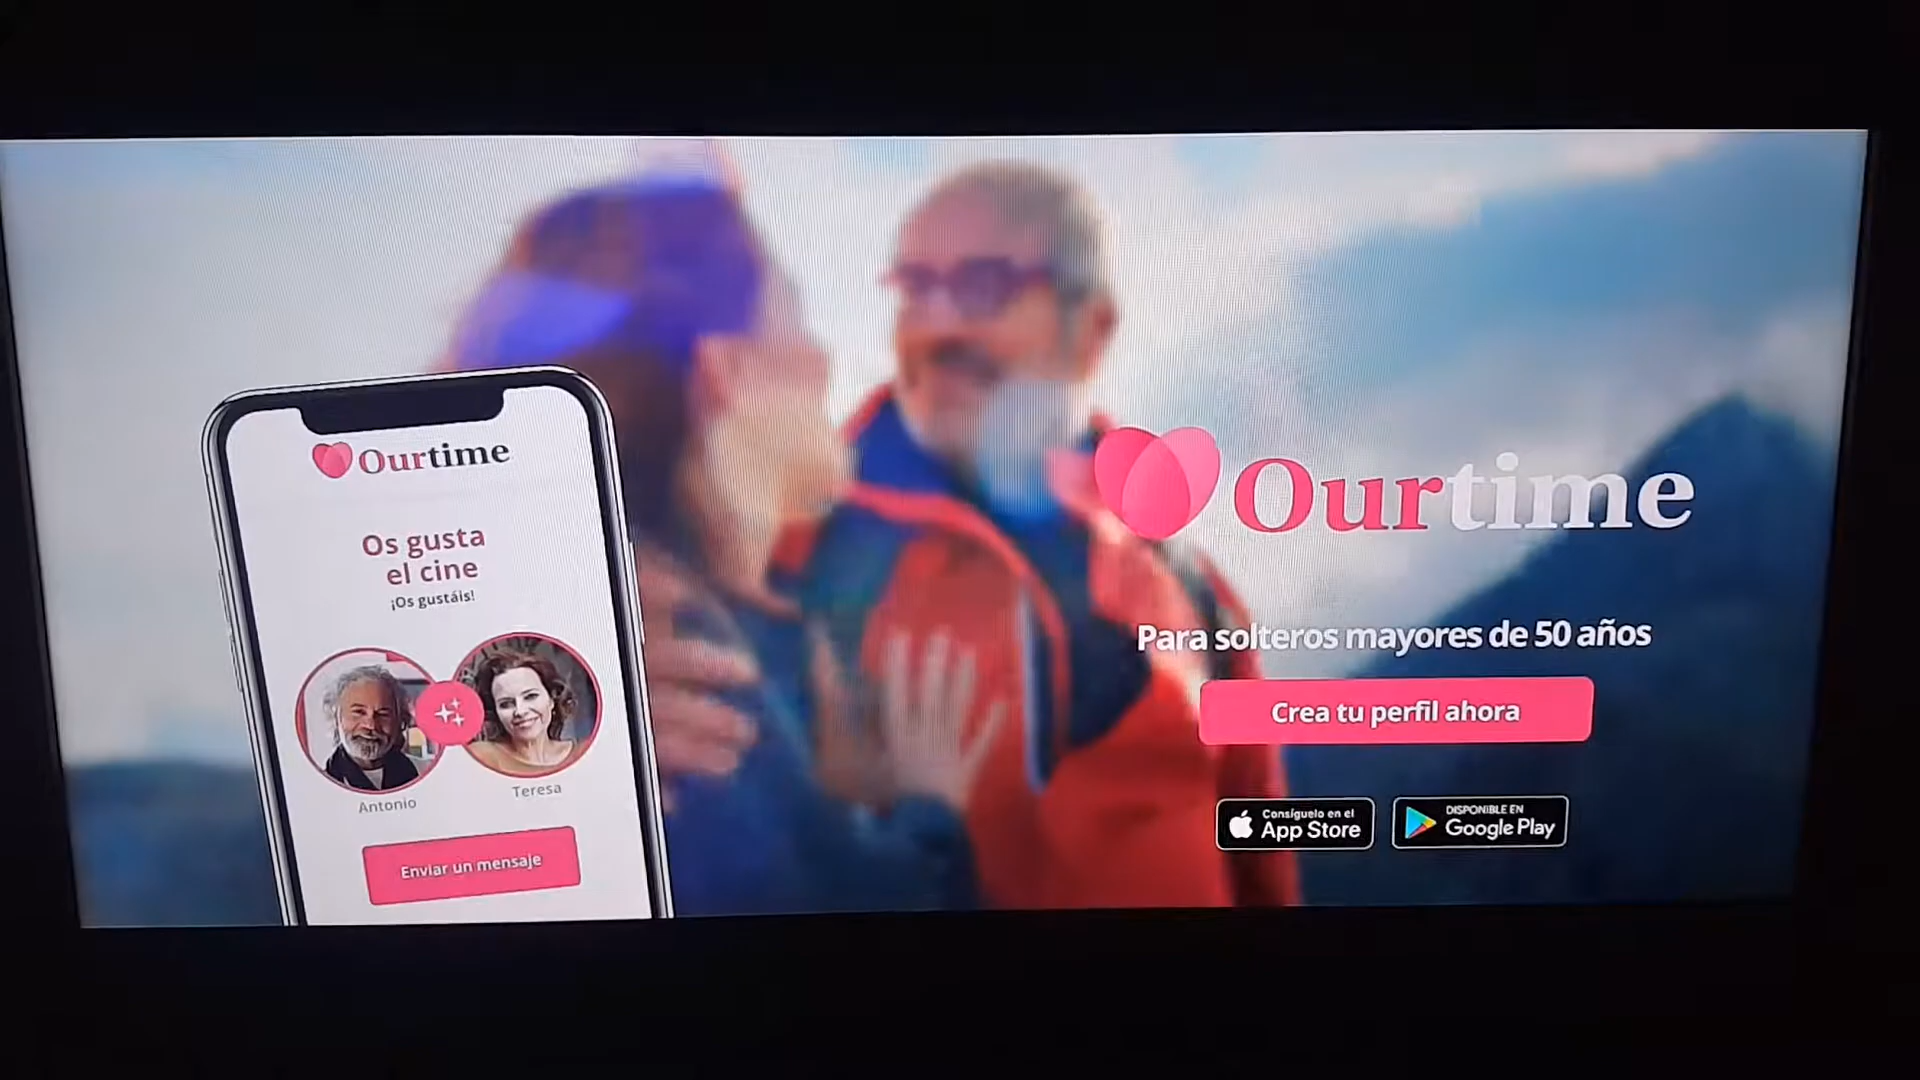 Ourtime
Os gusta
el cine
¡Os gustáis!
Antonio
Teresa
Enviar un mensaje
Ourtime
Para solteros mayores de 50 años
Crea tu perfil ahora
Consíguelo en el
App Store
DISPONIBLE EN
Google Play